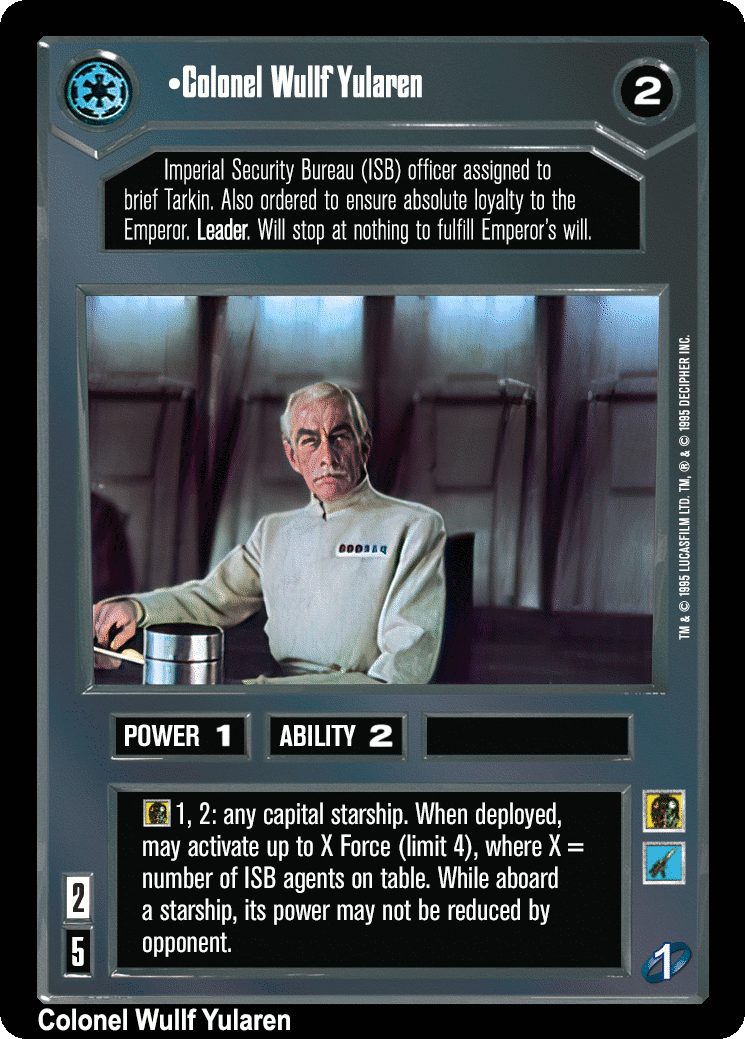 •Colonel Wullf Yularen
2
Imperial Security Bureau (ISB) officer assigned to
brief Tarkin. Also ordered to ensure absolute loyalty to the
Emperor. Leader. Will stop at nothing to fulfill Emperor's will.
TM & © 1995 LUCASFILM LTD. TM, ® & © 1995 DECIPHER INC.
POWER 1
ABILITY 2
1, 2: any capital starship. When deployed,
may activate up to X Force (limit 4), where X =
number of ISB agents on table. While aboard
a starship, its power may not be reduced by
opponent.
2
5
1
Colonel Wullf Yularen